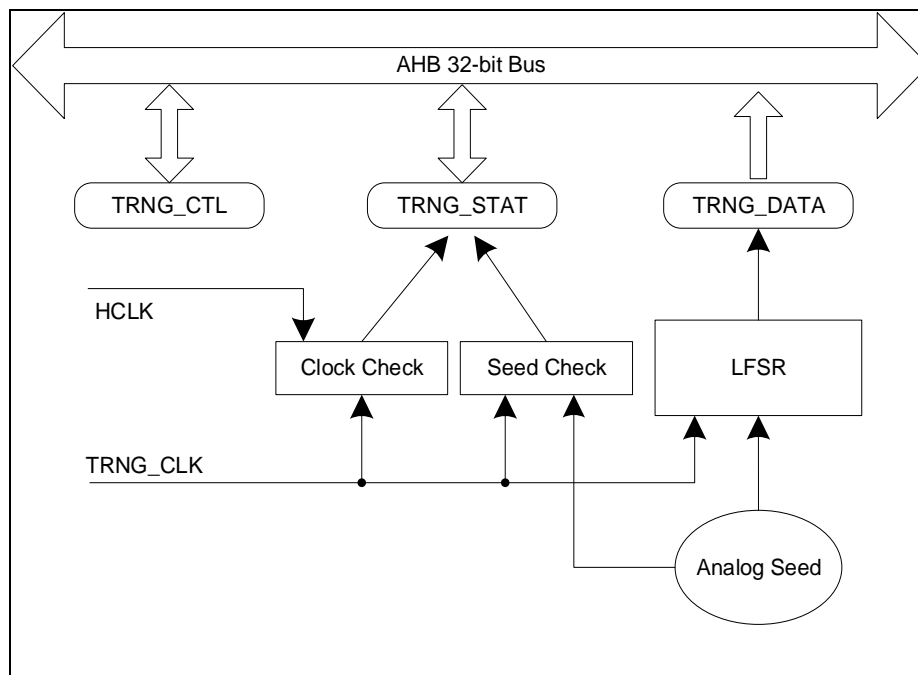 AHB 32-bit Bus
TRNG_CTL
TRNG_STAT
TRNG_DATA
HCLK
Clock Check
Seed Check
LFSR
TRNG_CLK
Analog Seed